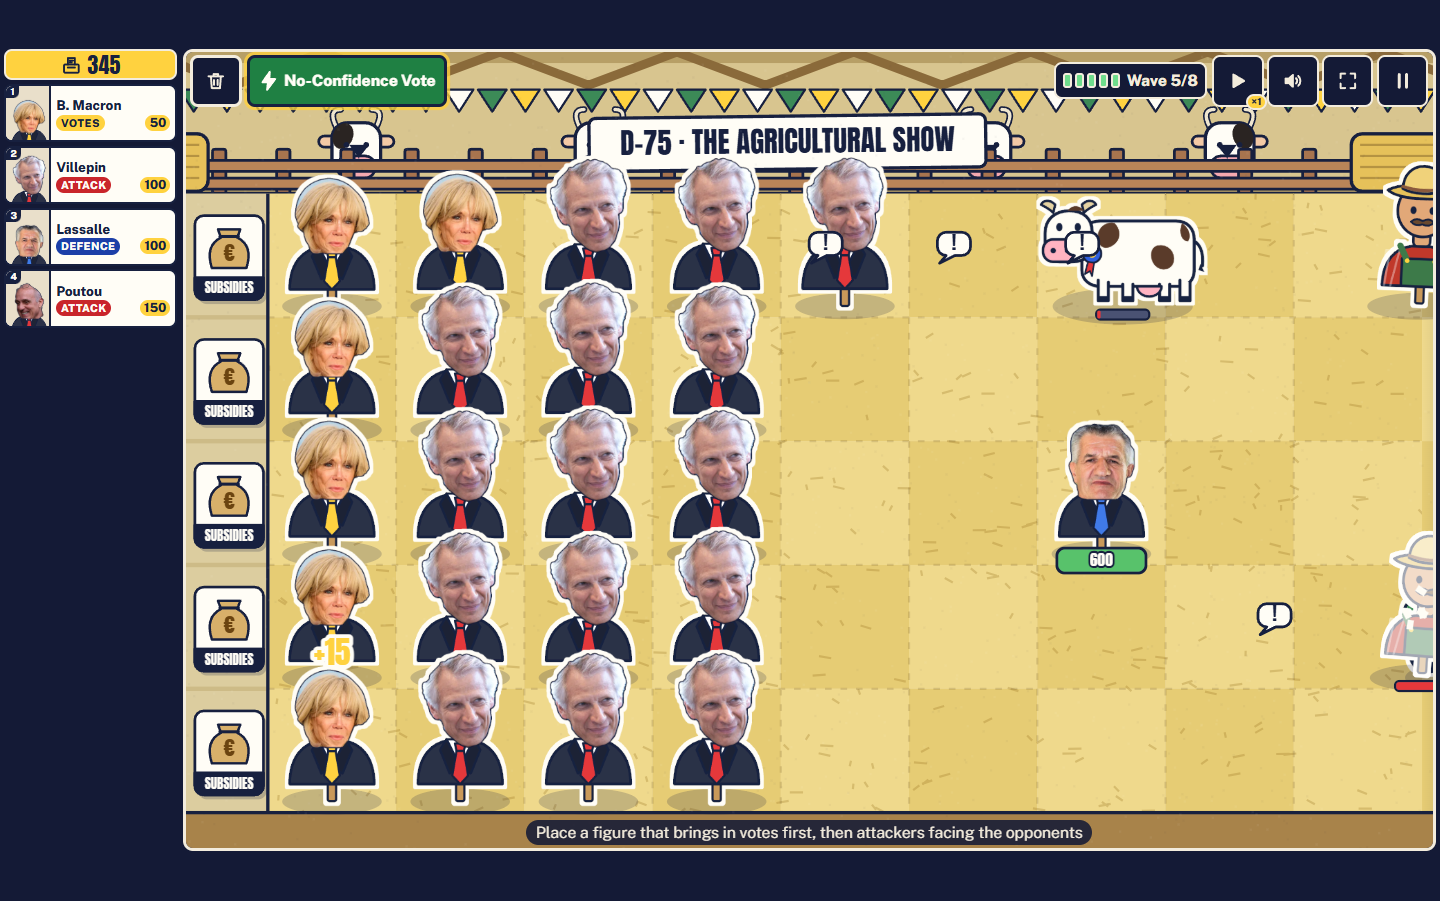 345
No-Confidence Vote
Wave 5/8
×1
1
B. Macron
VOTES
50
2
Villepin
ATTACK
100
3
Lassalle
DEFENCE
100
4
Poutou
ATTACK
150
D-75 · THE AGRICULTURAL SHOW
€
SUBSIDIES
€
SUBSIDIES
€
SUBSIDIES
€
SUBSIDIES
€
SUBSIDIES
!
!
!
600
!
+15
Place a figure that brings in votes first, then attackers facing the opponents